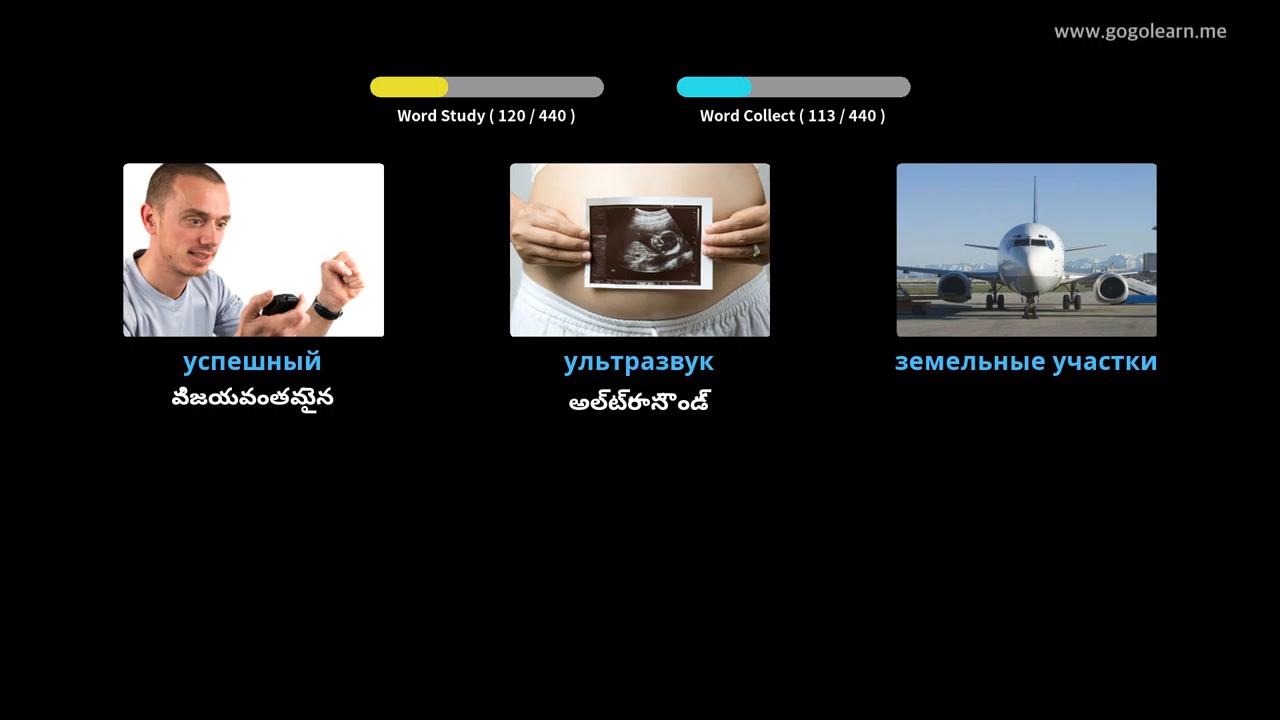 www.gogolearn.me
Word Study ( 120 / 440 )
Word Collect ( 113 / 440 )
успешный
ультразвук
земельные участки
విజయవంతమైన
అల్ట్రాసౌండ్